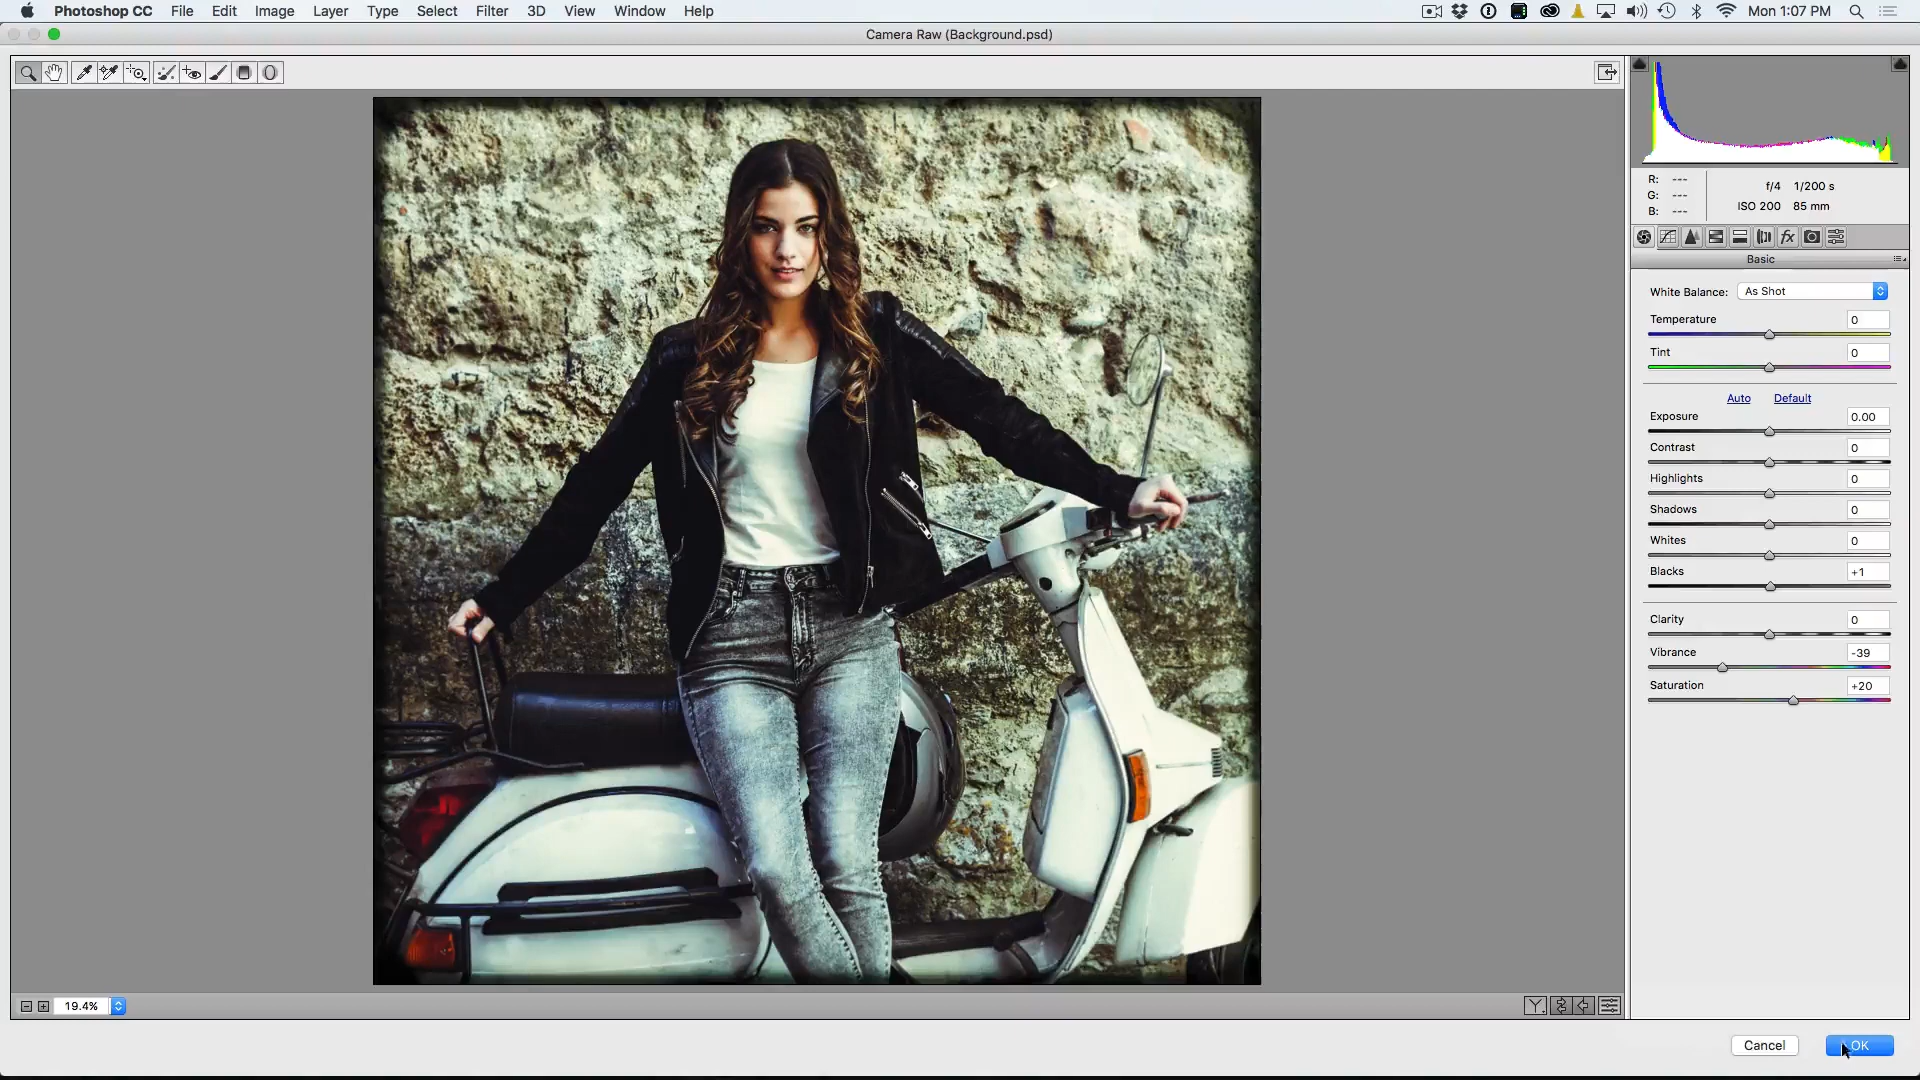 Photoshop CC File Edit Image Layer Type Select Filter 3D View Window Help Mon 1:07 PM
Camera Raw (Background.psd)
R: --- f/4 1/200 s
G: ---
B: --- ISO 200 85 mm
fx
Basic
White Balance: As Shot
Temperature 0
Tint 0
Auto Default
Exposure 0.00
Contrast 0
Highlights 0
Shadows 0
Whites 0
Blacks +1
Clarity 0
Vibrance -39
Saturation +20
19.4% Y
Cancel OK